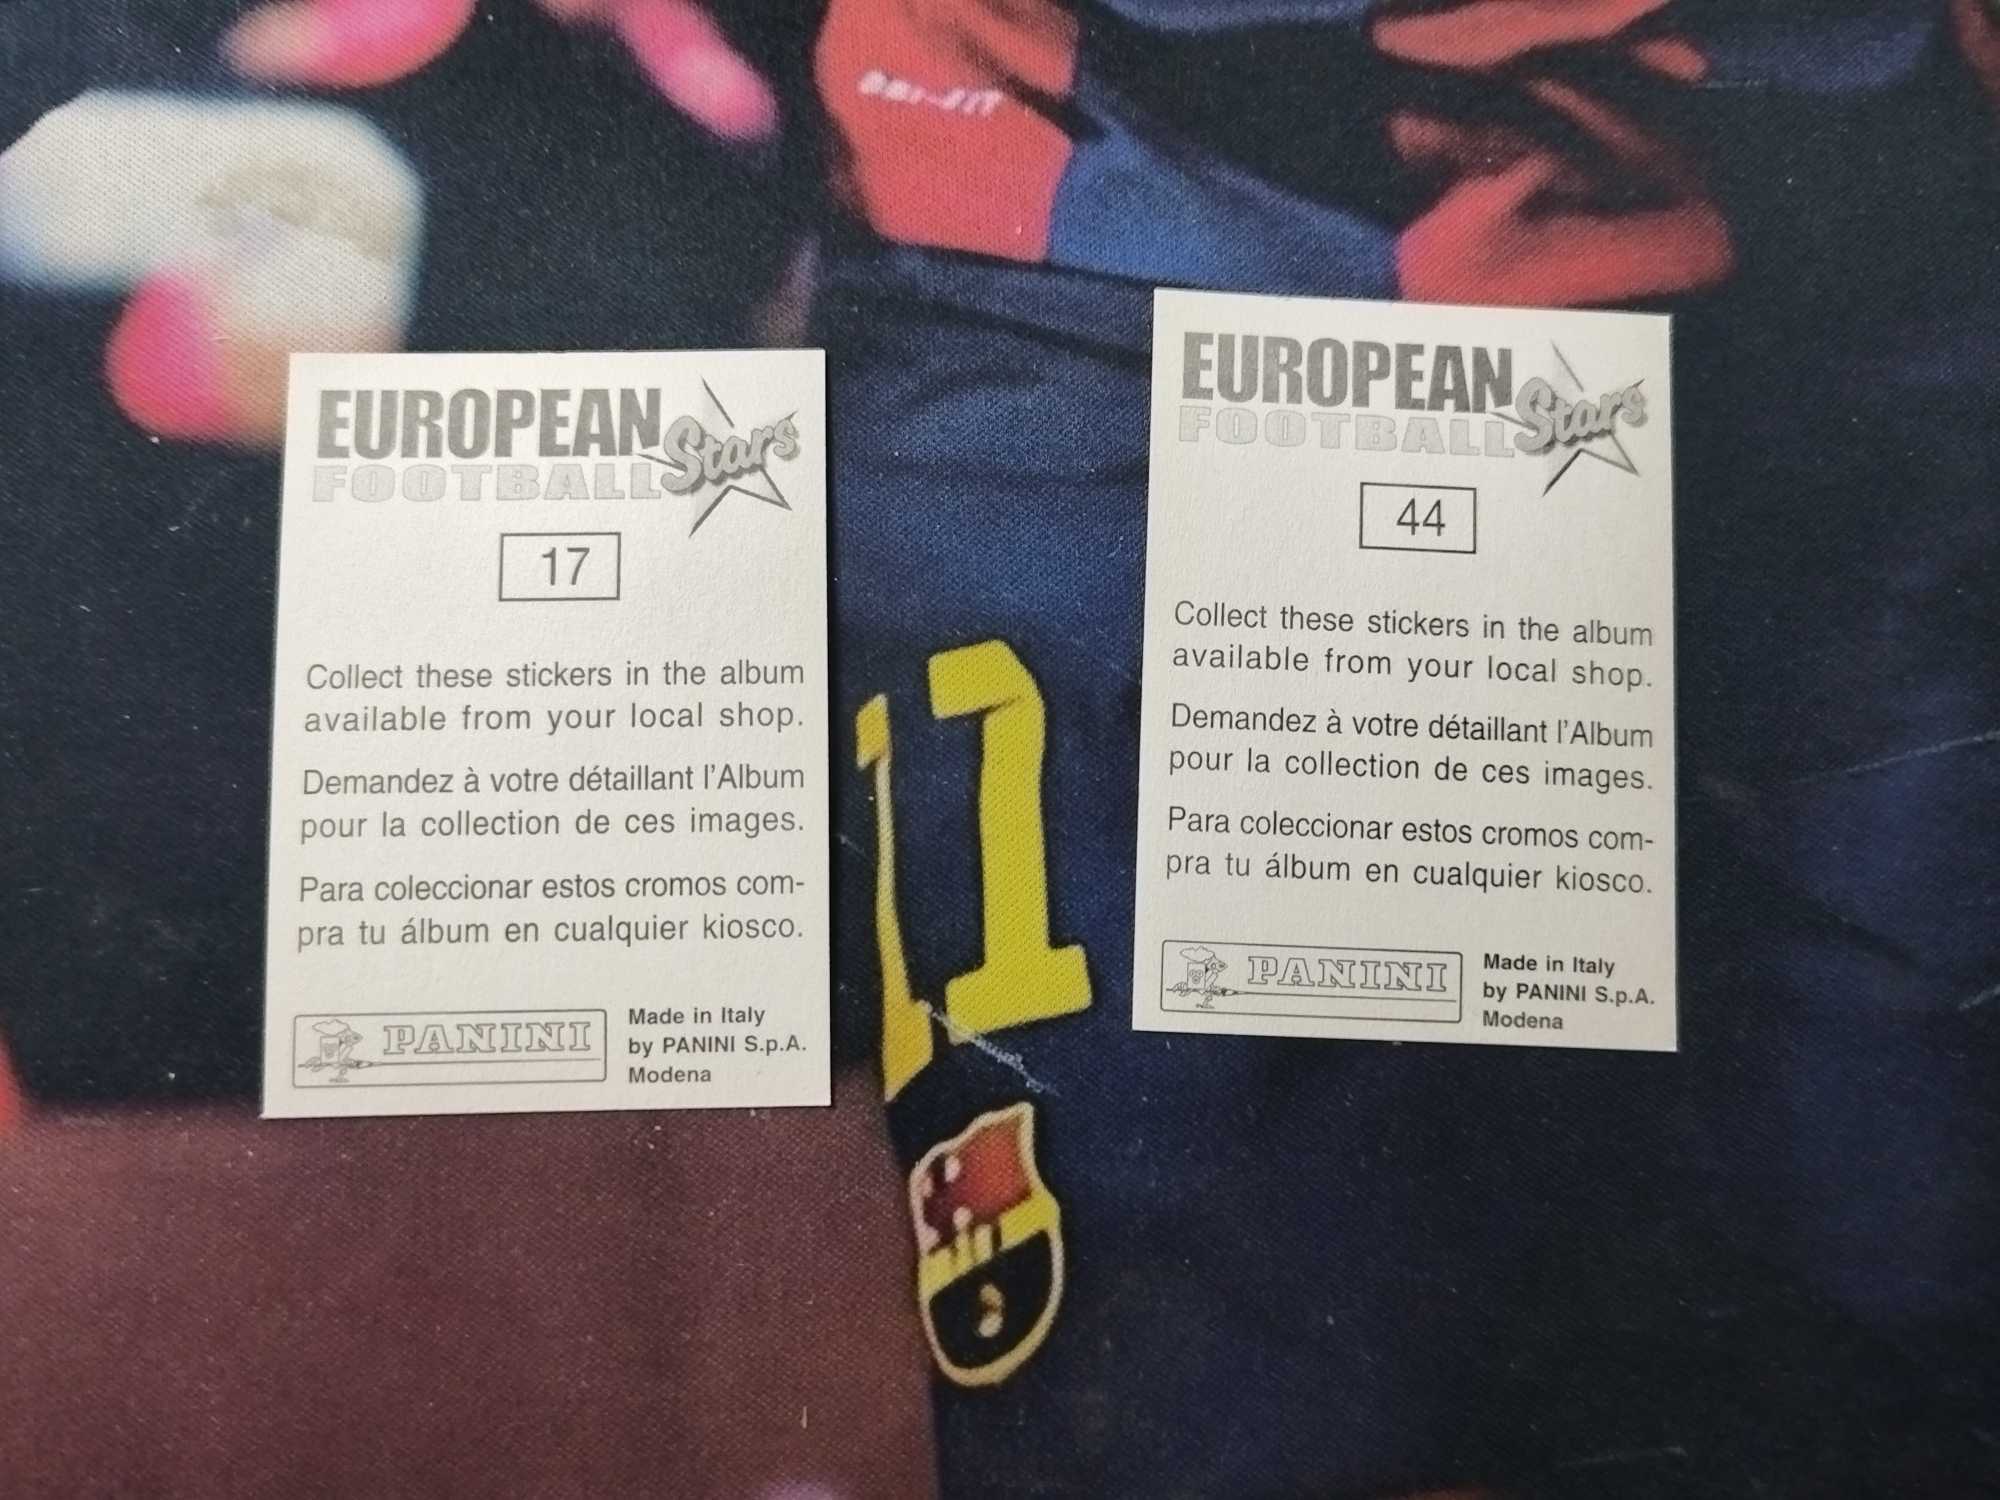 DRI-FIT
EUROPEAN
FOOTBALL Stars
17
Collect these stickers in the album
available from your local shop.
Demandez à votre détaillant l'Album
pour la collection de ces images.
Para coleccionar estos cromos com-
pra tu álbum en cualquier kiosco.
PANINI
Made in Italy
by PANINI S.p.A.
Modena
EUROPEAN
FOOTBALL Stars
44
Collect these stickers in the album
available from your local shop.
Demandez à votre détaillant l'Album
pour la collection de ces images.
Para coleccionar estos cromos com-
pra tu álbum en cualquier kiosco.
PANINI
Made in Italy
by PANINI S.p.A.
Modena